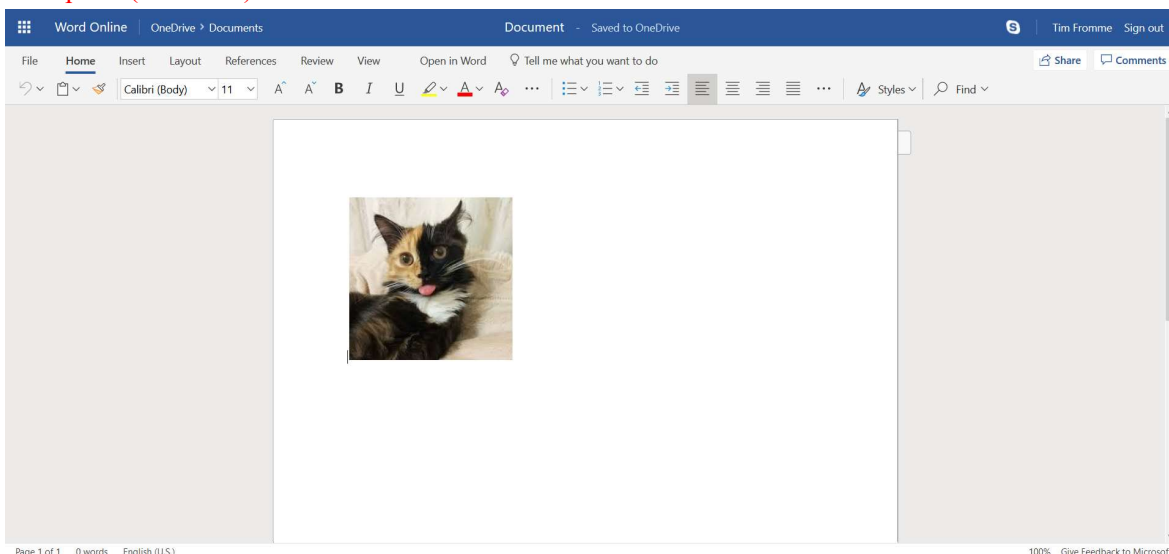 Word Online OneDrive > Documents Document - Saved to OneDrive Tim Fromme Sign out
File Home Insert Layout References Review View Open in Word Tell me what you want to do Share Comments
Calibri (Body) 11 A A B I U A A Styles Find
Page 1 of 1 0 words English (U.S.) 100% Give Feedback to Microsoft